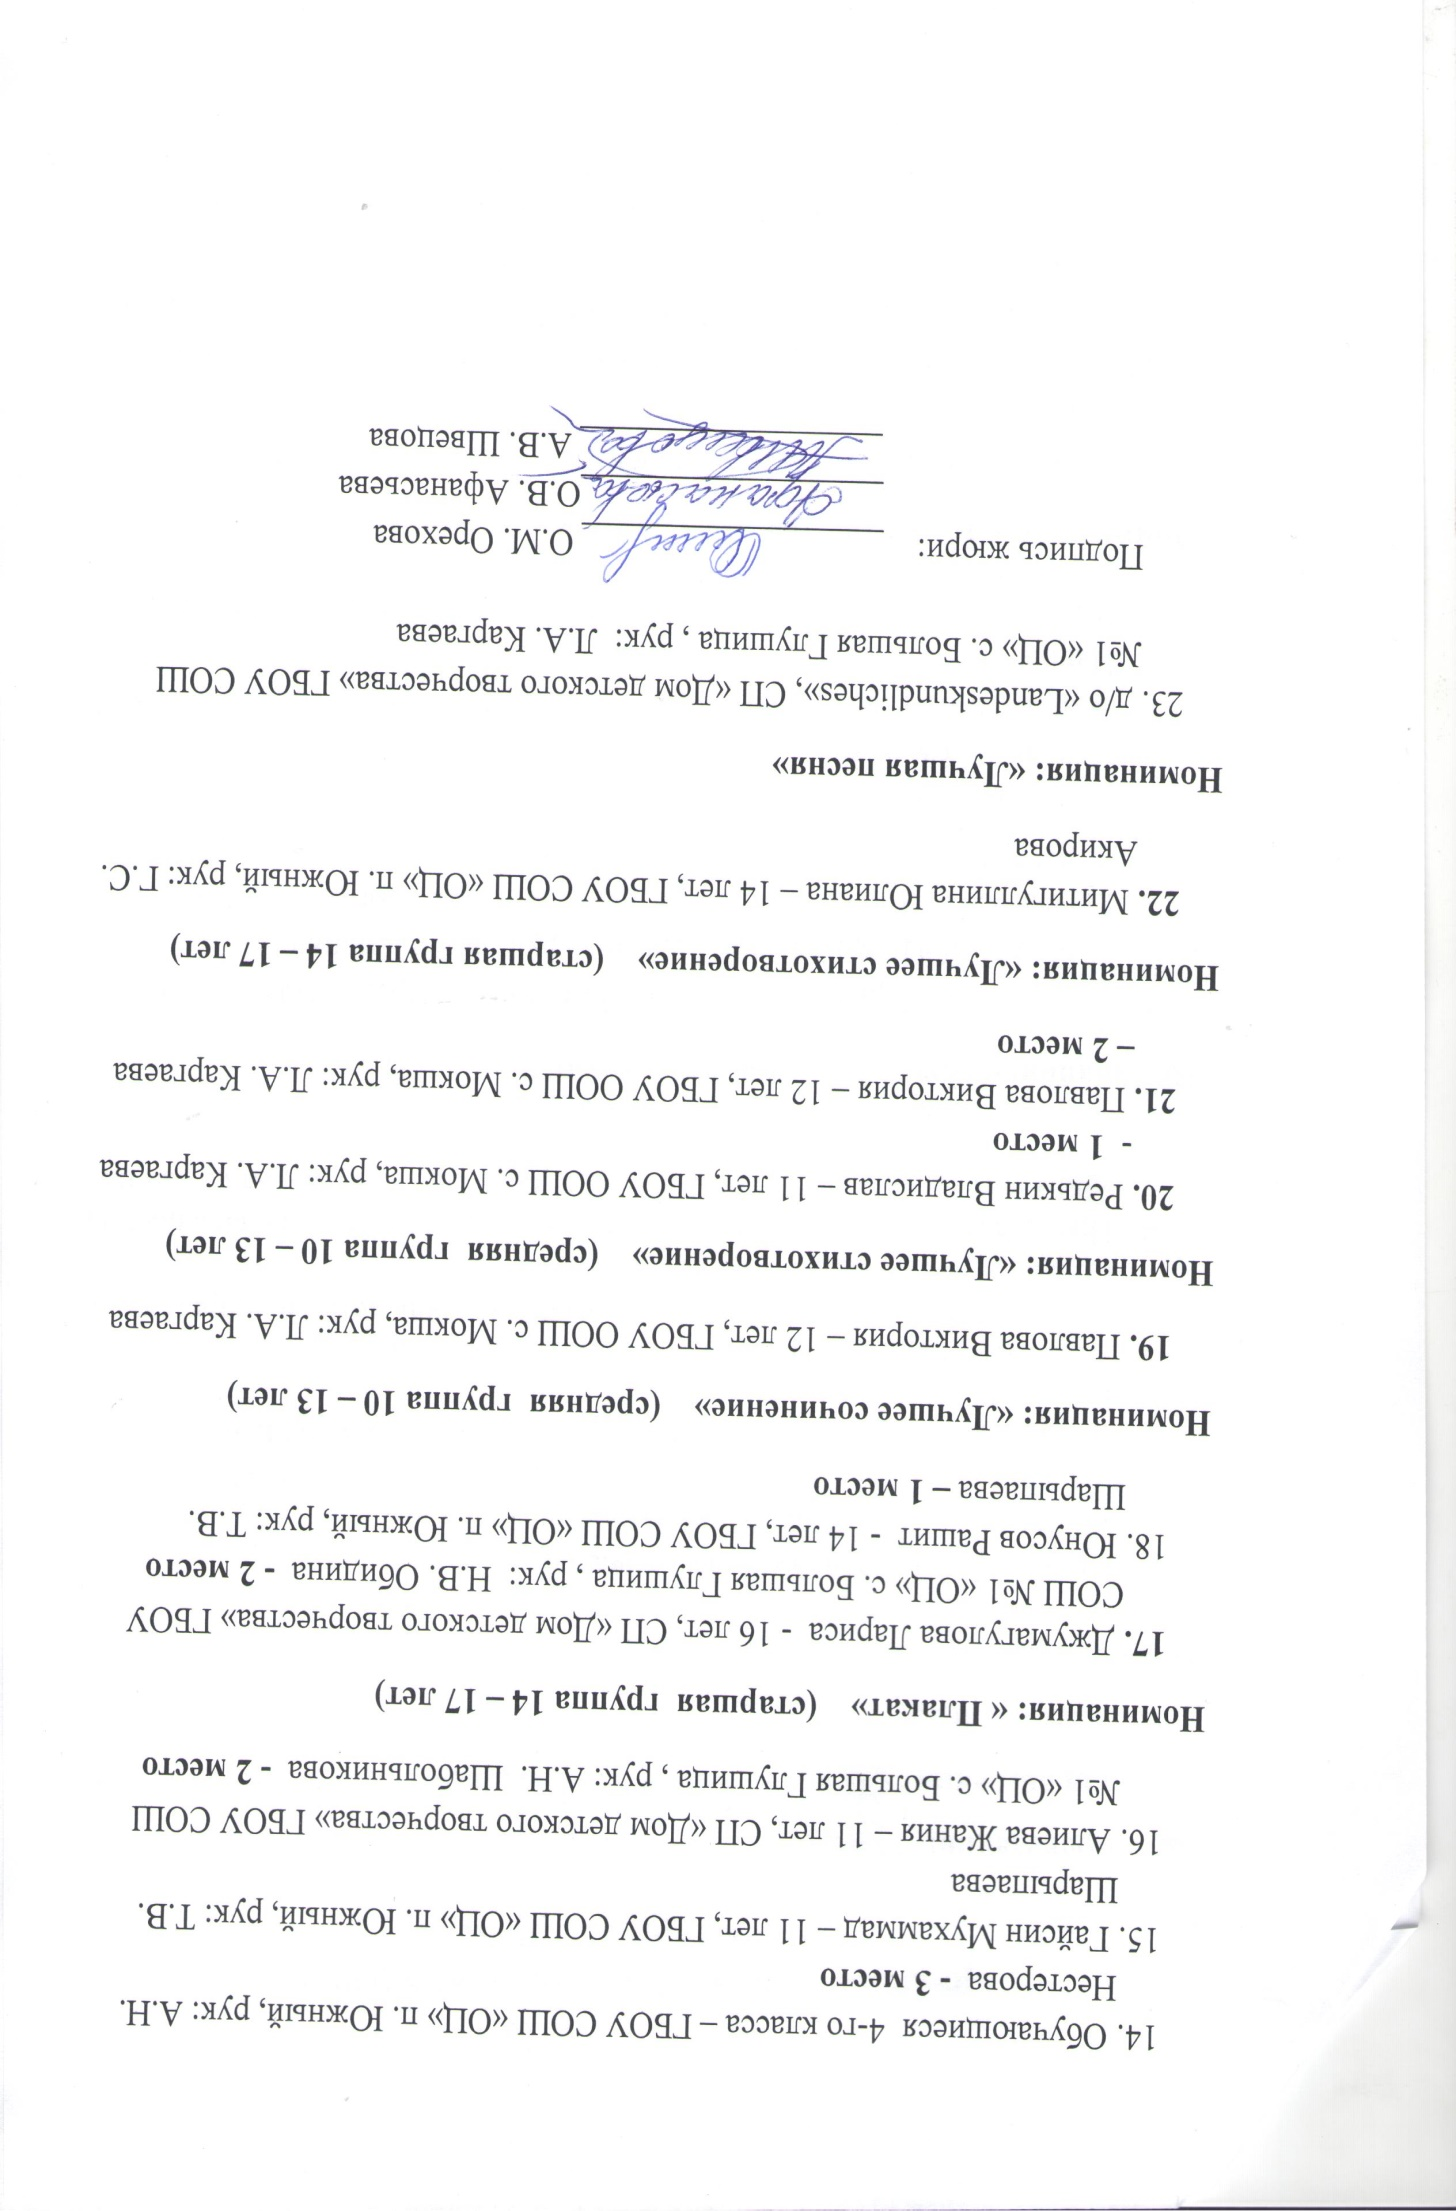 14. Обучающиеся 4-го класса – ГБОУ СОШ «ОЦ» п. Южный, рук: А.Н.
Нестерова - 3 место
15. Гайсин Мухаммад – 11 лет, ГБОУ СОШ «ОЦ» п. Южный, рук: Т.В.
Шарыпаева
16. Алиева Жания – 11 лет, СП «Дом детского творчества» ГБОУ СОШ
№1 «ОЦ» с. Большая Глушица , рук: А.Н. Шабольникова - 2 место
Номинация: « Плакат» (старшая группа 14 – 17 лет)
17. Джумагулова Лариса - 16 лет, СП «Дом детского творчества» ГБОУ
СОШ №1 «ОЦ» с. Большая Глушица , рук: Н.В. Обидина - 2 место
18. Юнусов Рашит - 14 лет, ГБОУ СОШ «ОЦ» п. Южный, рук: Т.В.
Шарыпаева – 1 место
Номинация: «Лучшее сочинение» (средняя группа 10 – 13 лет)
19. Павлова Виктория – 12 лет, ГБОУ ООШ с. Мокша, рук: Л.А. Каргаева
Номинация: «Лучшее стихотворение» (средняя группа 10 – 13 лет)
20. Редькин Владислав – 11 лет, ГБОУ ООШ с. Мокша, рук: Л.А. Каргаева
- 1 место
21. Павлова Виктория – 12 лет, ГБОУ ООШ с. Мокша, рук: Л.А. Каргаева
– 2 место
Номинация: «Лучшее стихотворение» (старшая группа 14 – 17 лет)
22. Митигуллина Юлиана – 14 лет, ГБОУ СОШ «ОЦ» п. Южный, рук: Г.С.
Акирова
Номинация: «Лучшая песня»
23. д/о «Landeskundliches», СП «Дом детского творчества» ГБОУ СОШ
№1 «ОЦ» с. Большая Глушица , рук: Л.А. Каргаева
Подпись жюри: О.М. Орехова
Афанасьева О.В. Афанасьева
Швецова А.В. Швецова